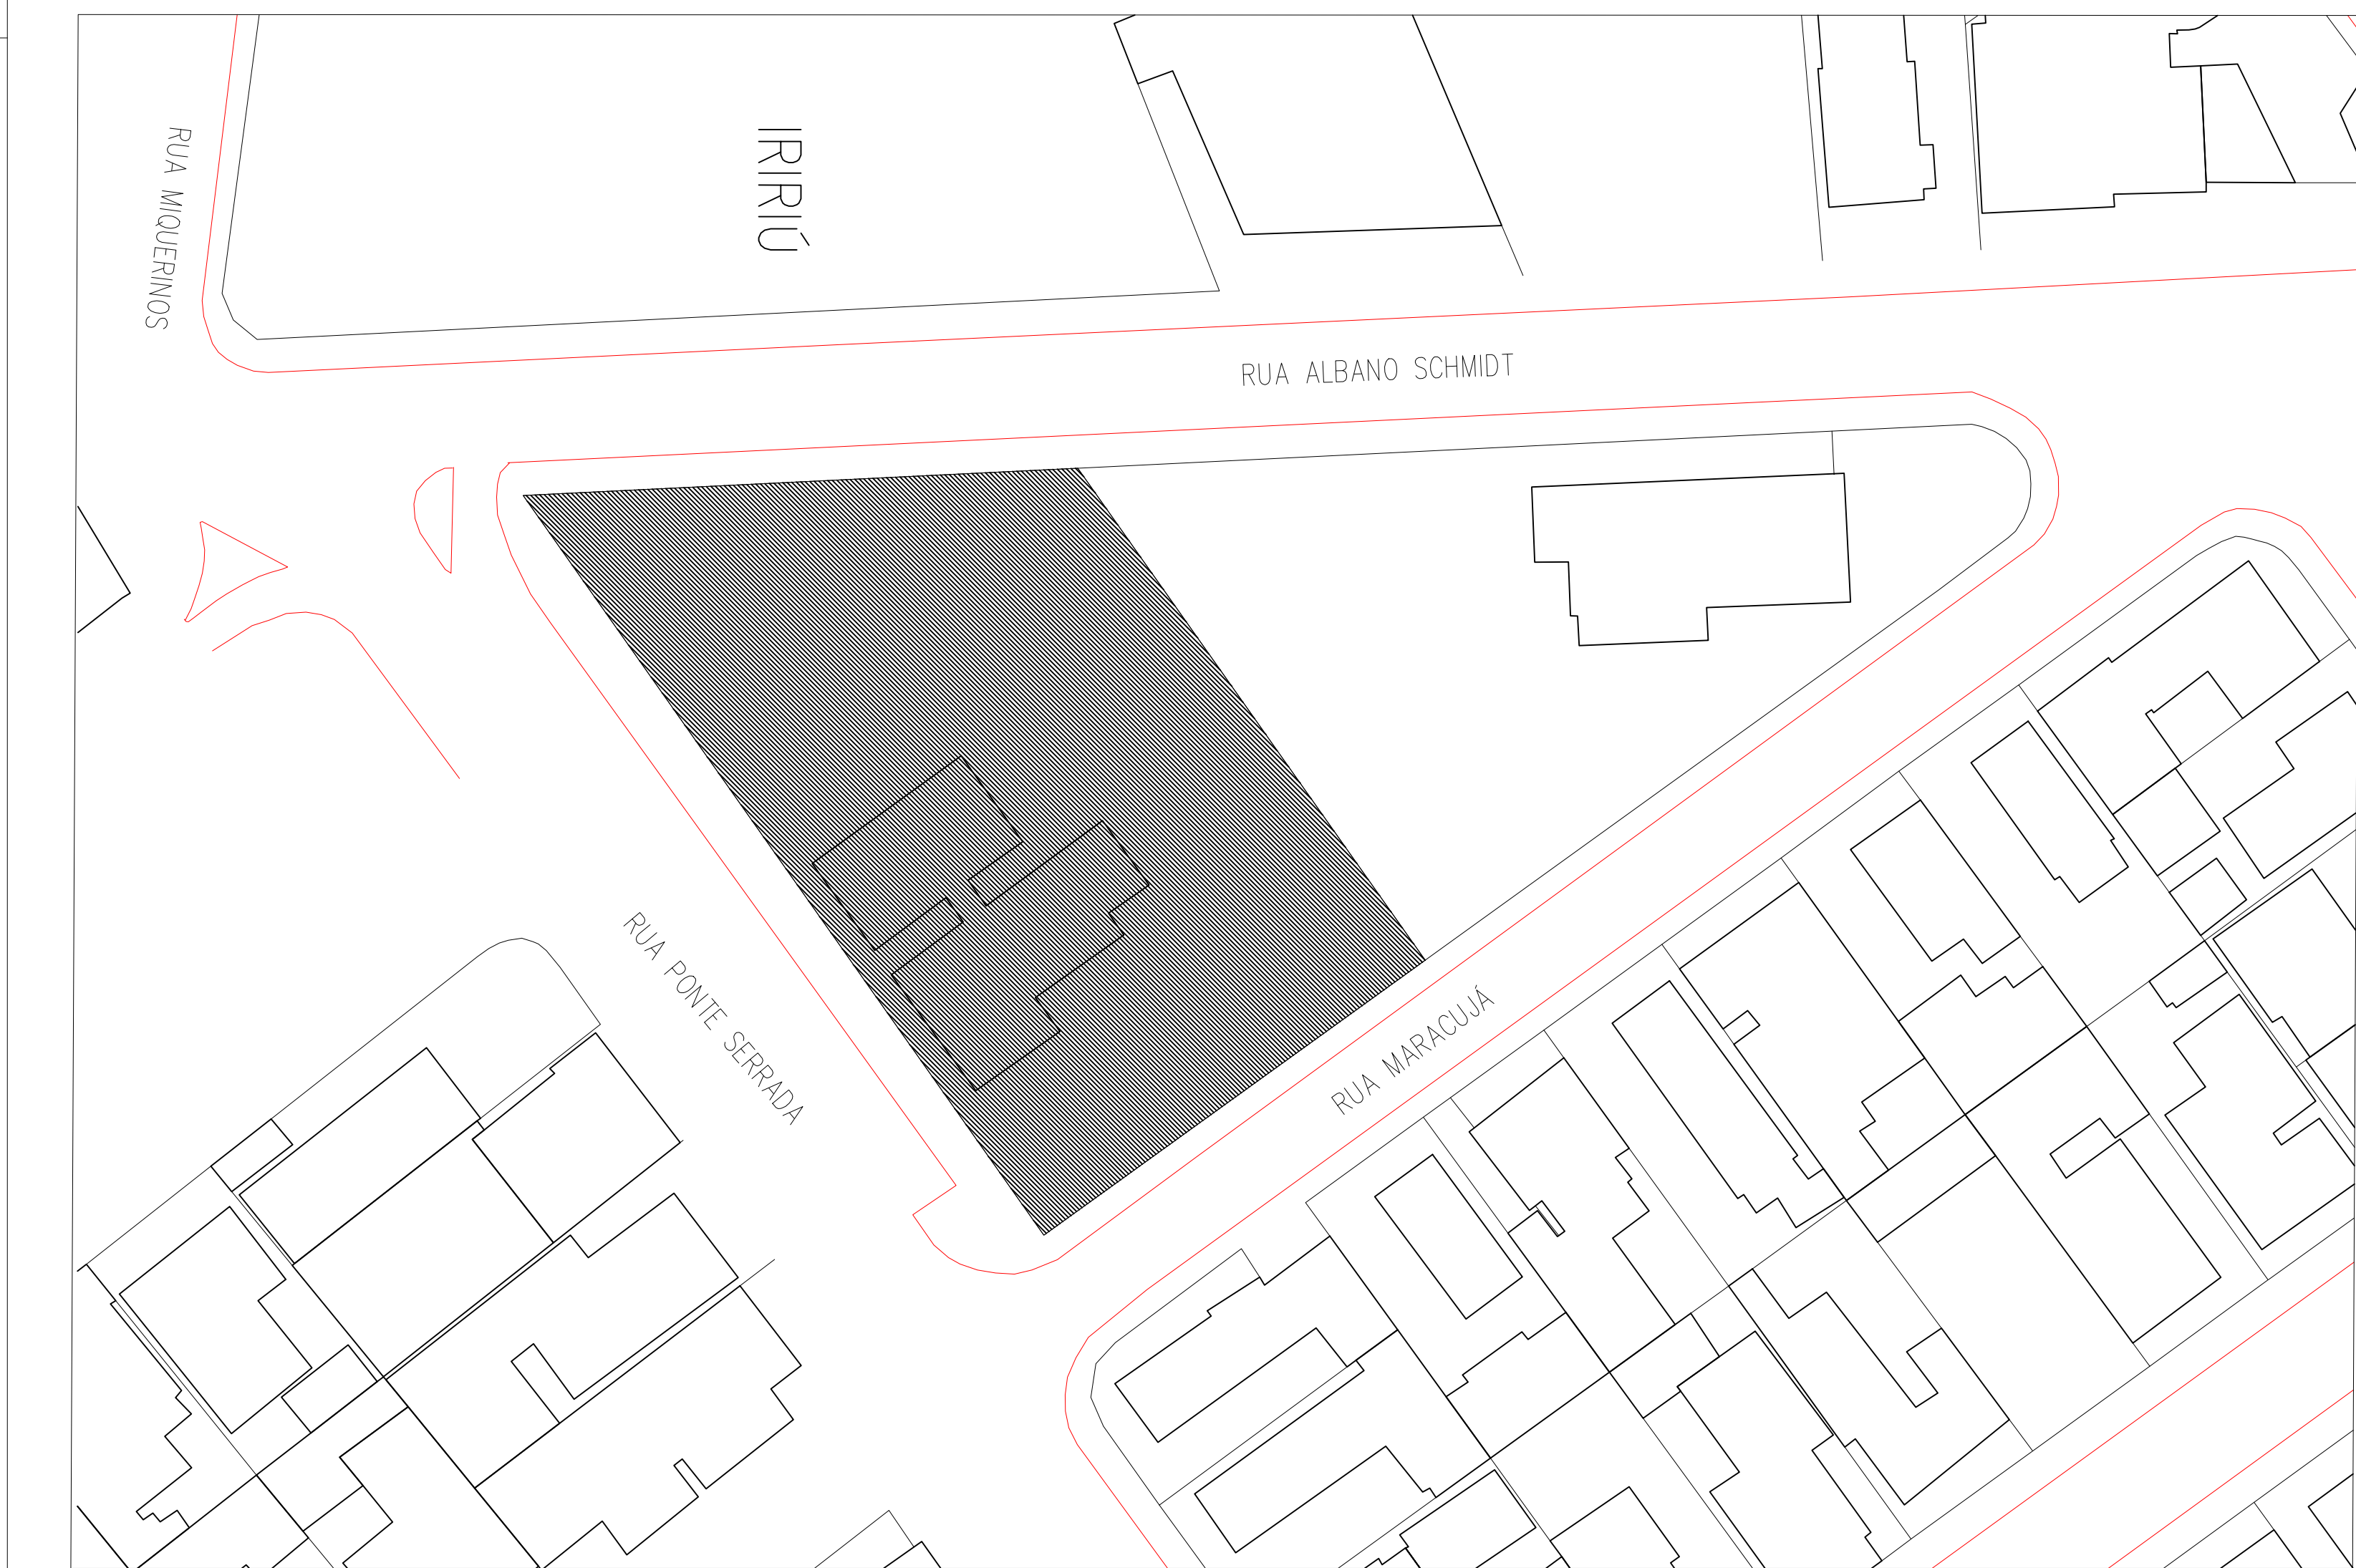 RUA MIQUERINOS
IRIRIÚ
RUA ALBANO SCHMIDT
RUA PONTE SERRADA
RUA MARACUJÁ